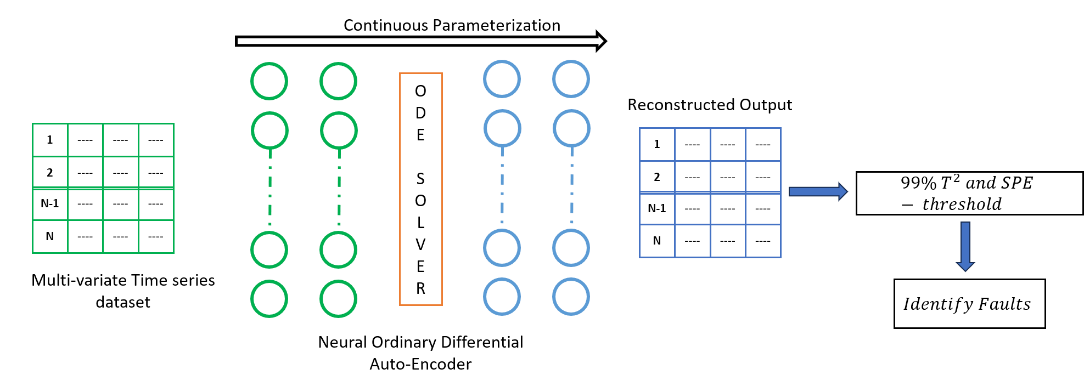 Continuous Parameterization
1 ---- ---- ----
2 ---- ---- ----
N-1 ---- ---- ----
N ---- ---- ----
Multi-variate Time series
dataset
O
D
E
S
O
L
V
E
R
Neural Ordinary Differential
Auto-Encoder
Reconstructed Output
1 ---- ---- ----
2 ---- ---- ----
N-1 ---- ---- ----
N ---- ---- ----
99% T² and SPE
− threshold
Identify Faults